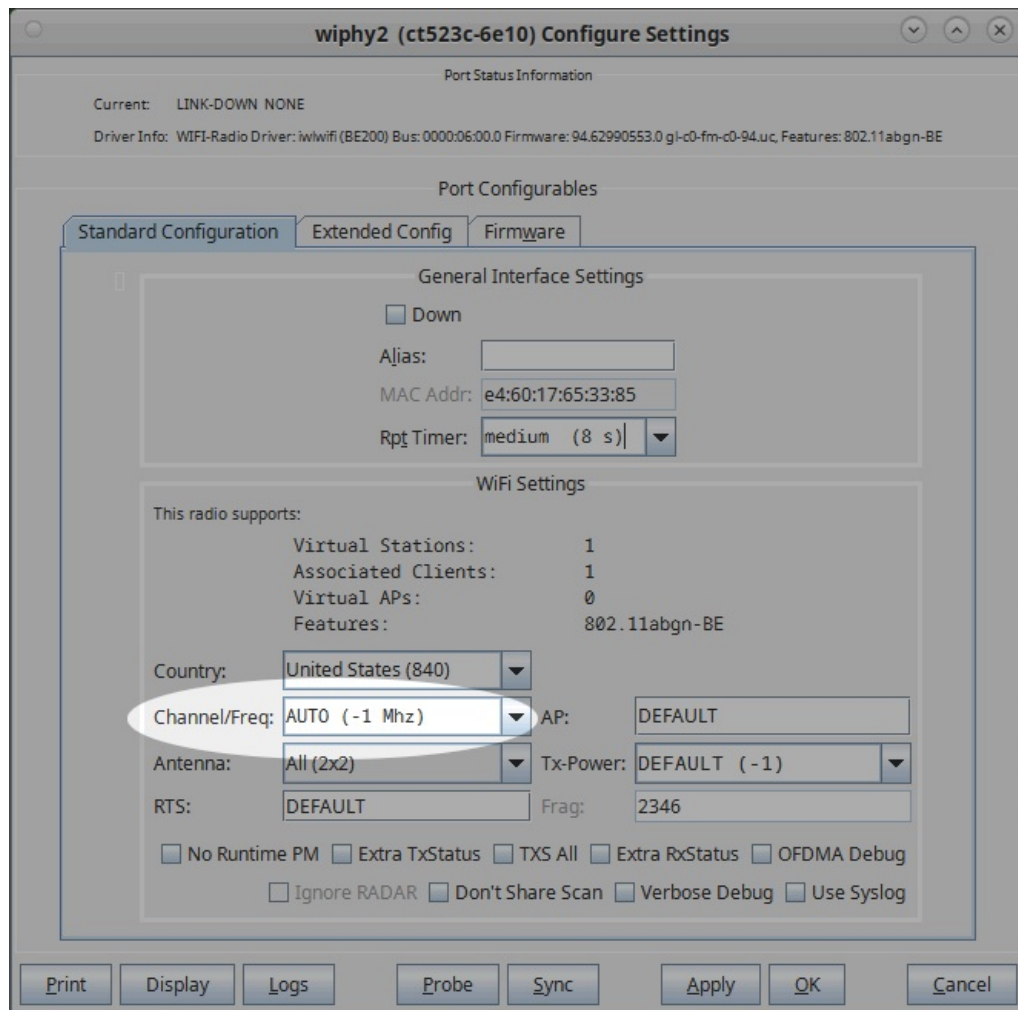 wiphy2 (ct523c-6e10) Configure Settings
Port Status Information
Current: LINK-DOWN NONE
Driver Info: WIFI-Radio Driver: iwlwifi (BE200) Bus: 0000:06:00.0 Firmware: 94.62990553.0 gl-c0-fm-c0-94.uc, Features: 802.11abgn-BE
Port Configurables
Standard Configuration Extended Config Firmware
General Interface Settings
Down
Alias:
MAC Addr: e4:60:17:65:33:85
Rpt Timer: medium (8 s)
WiFi Settings
This radio supports:
Virtual Stations: 1
Associated Clients: 1
Virtual APs: 0
Features: 802.11abgn-BE
Country: United States (840)
Channel/Freq: AUTO (-1 Mhz) AP: DEFAULT
Antenna: All (2x2) Tx-Power: DEFAULT (-1)
RTS: DEFAULT Frag: 2346
No Runtime PM Extra TxStatus TXS All Extra RxStatus OFDMA Debug
Ignore RADAR Don't Share Scan Verbose Debug Use Syslog
Print Display Logs Probe Sync Apply OK Cancel